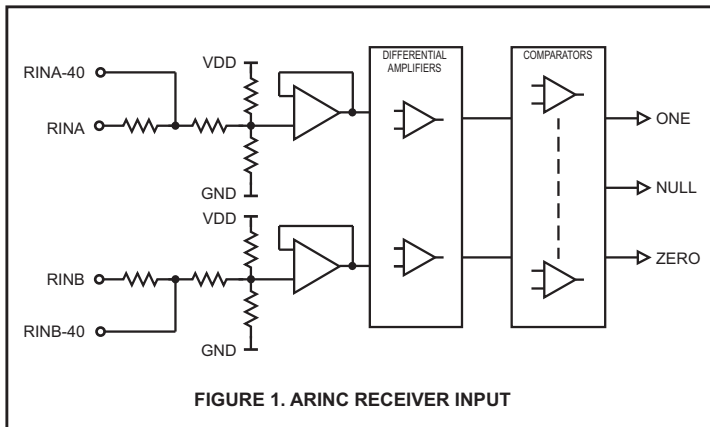 DIFFERENTIAL
AMPLIFIERS
COMPARATORS
VDD
RINA-40
RINA
GND
ONE
NULL
ZERO
VDD
RINB
RINB-40
GND
FIGURE 1. ARINC RECEIVER INPUT